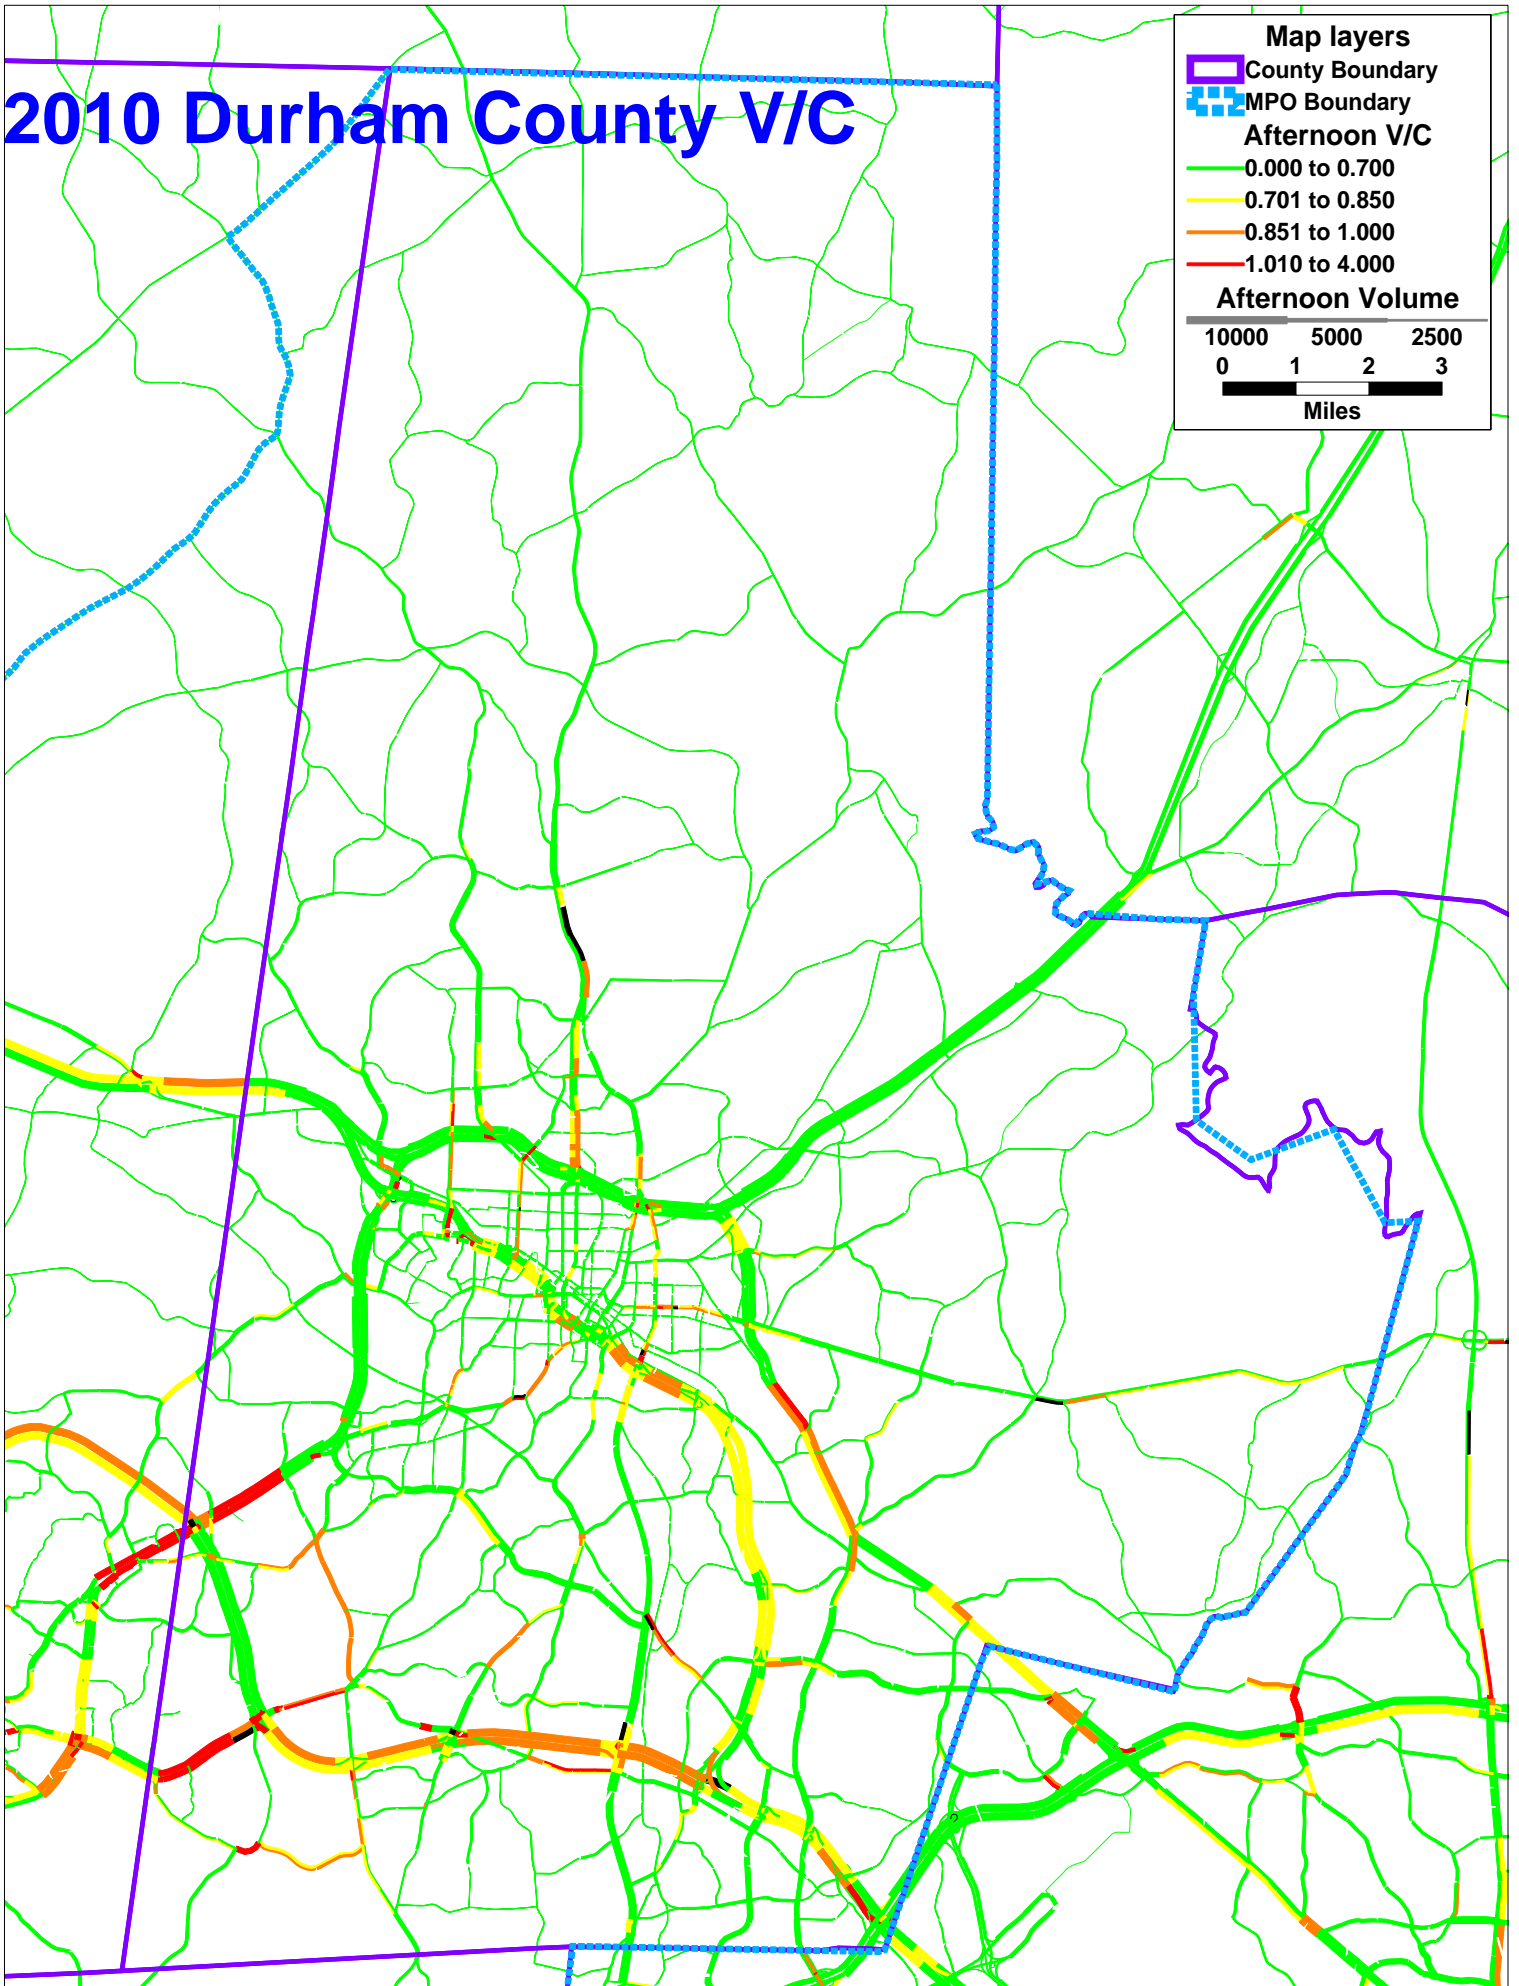 2010 Durham County V/C
Map layers
County Boundary
MPO Boundary
Afternoon V/C
0.000 to 0.700
0.701 to 0.850
0.851 to 1.000
1.010 to 4.000
Afternoon Volume
10000 5000 2500
0 1 2 3
Miles